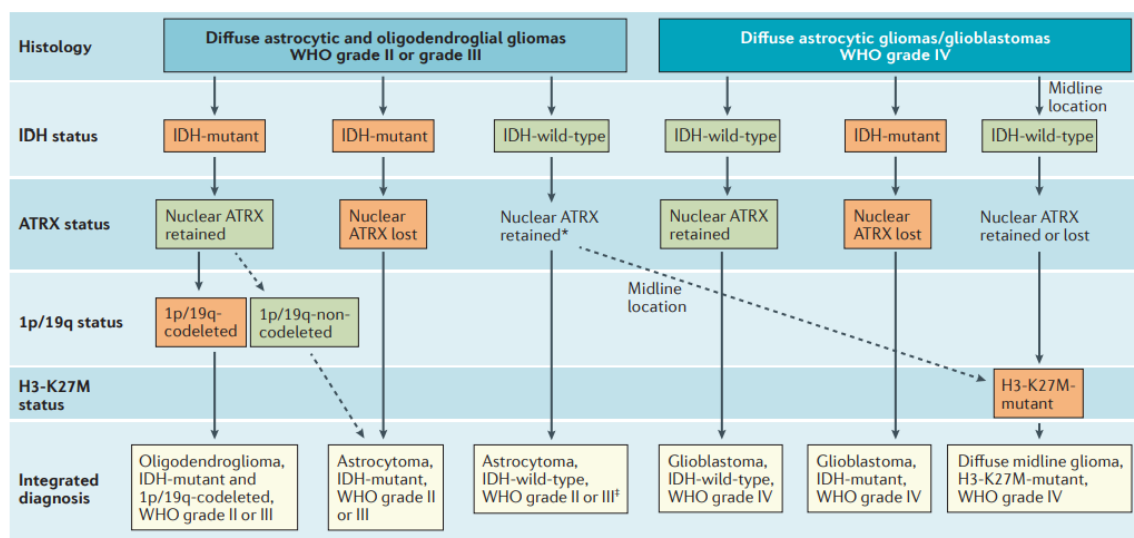 Histology
Diffuse astrocytic and oligodendroglial gliomas
WHO grade II or grade III
Diffuse astrocytic gliomas/glioblastomas
WHO grade IV
Midline
location
IDH status
IDH-mutant
IDH-mutant
IDH-wild-type
IDH-wild-type
IDH-mutant
IDH-wild-type
ATRX status
Nuclear ATRX
retained
Nuclear
ATRX lost
Nuclear ATRX
retained*
Nuclear ATRX
retained
Nuclear
ATRX lost
Nuclear ATRX
retained or lost
Midline
location
1p/19q status
1p/19q-
codeleted
1p/19q-non-
codeleted
H3-K27M
status
H3-K27M-
mutant
Integrated
diagnosis
Oligodendroglioma,
IDH-mutant and
1p/19q-codeleted,
WHO grade II or III
Astrocytoma,
IDH-mutant,
WHO grade II
or III
Astrocytoma,
IDH-wild-type,
WHO grade II or III‡
Glioblastoma,
IDH-wild-type,
WHO grade IV
Glioblastoma,
IDH-mutant,
WHO grade IV
Diffuse midline glioma,
H3-K27M-mutant,
WHO grade IV